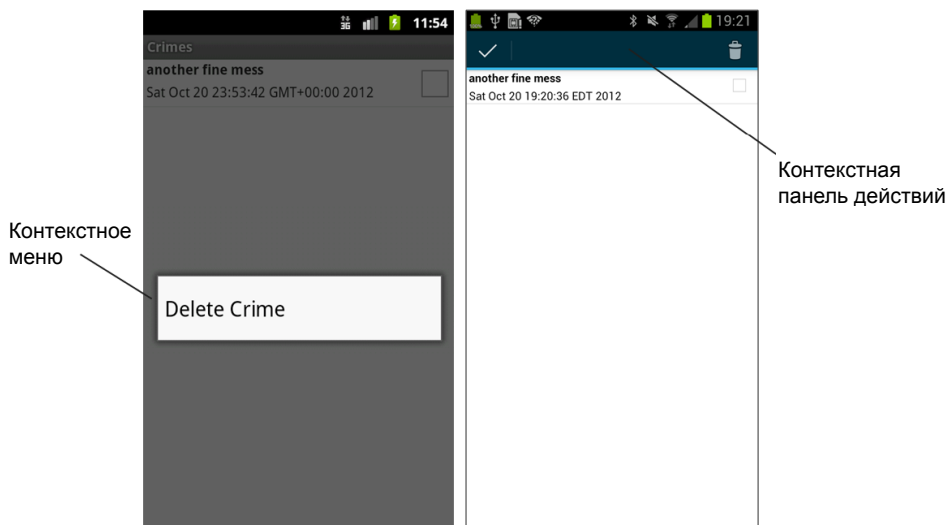 3G 11:54
Crimes
another fine mess
Sat Oct 20 23:53:42 GMT+00:00 2012
Контекстное
меню
Delete Crime
19:21
another fine mess
Sat Oct 20 19:20:36 EDT 2012
Контекстная
панель действий